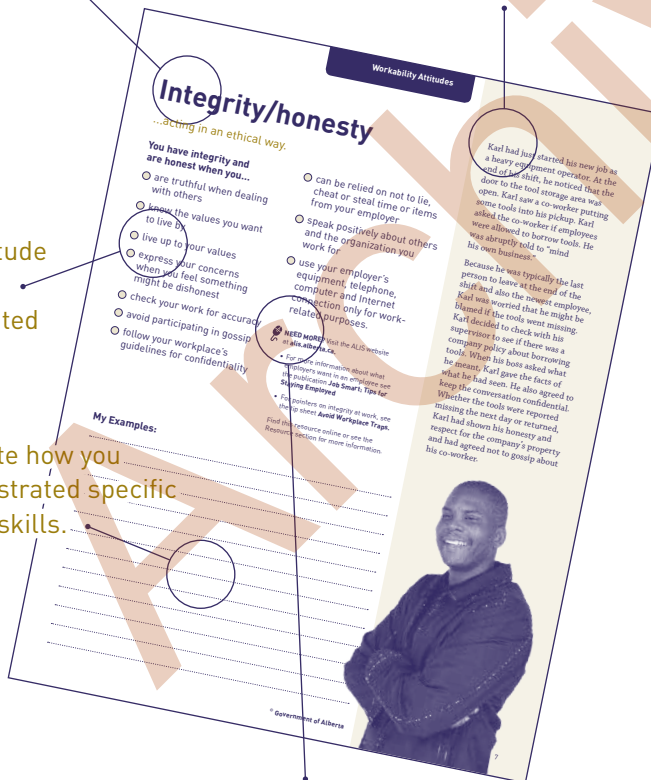 Workability Attitudes
Integrity/honesty
...acting in an ethical way.
You have integrity and
are honest when you...
are truthful when dealing
with others
know the values you want
to live by
live up to your values
express your concerns
when you feel something
might be dishonest
check your work for accuracy
avoid participating in gossip
follow your workplace's
guidelines for confidentiality
can be relied on not to lie,
cheat or steal time or items
from your employer
speak positively about others
and the organization you
work for
use your employer's
equipment, telephone,
computer and Internet
connection only for work-
related purposes.
NEED MORE? Visit the ALIS website
at alis.alberta.ca.
• For more information about what
employers want in an employee see
the publication Job Smart: Tips for
Staying Employed
• For pointers on integrity at work, see
the tip sheet Avoid Workplace Traps.
Find this resource online or see the
Resource section for more information.
My Examples:
© Government of Alberta
Karl had just started his new job as
a heavy equipment operator. At the
end of his shift, he noticed that the
door to the tool storage area was
open. Karl saw a co-worker putting
some tools into his pickup. Karl
asked the co-worker if employees
were allowed to borrow tools. He
was abruptly told to "mind
his own business."
Because he was typically the last
person to leave at the end of the
shift and also the newest employee,
Karl was worried that he might be
blamed if the tools went missing.
Karl decided to check with his
supervisor to see if there was a
company policy about borrowing
tools. When his boss asked what
he meant, Karl gave the facts of
what he had seen. He also agreed to
keep the conversation confidential.
Whether the tools were reported
missing the next day or returned,
Karl had shown his honesty and
respect for the company's property
and had agreed not to gossip about
his co-worker.
7
itude
ted
te how you
strated specific
skills.
Archi